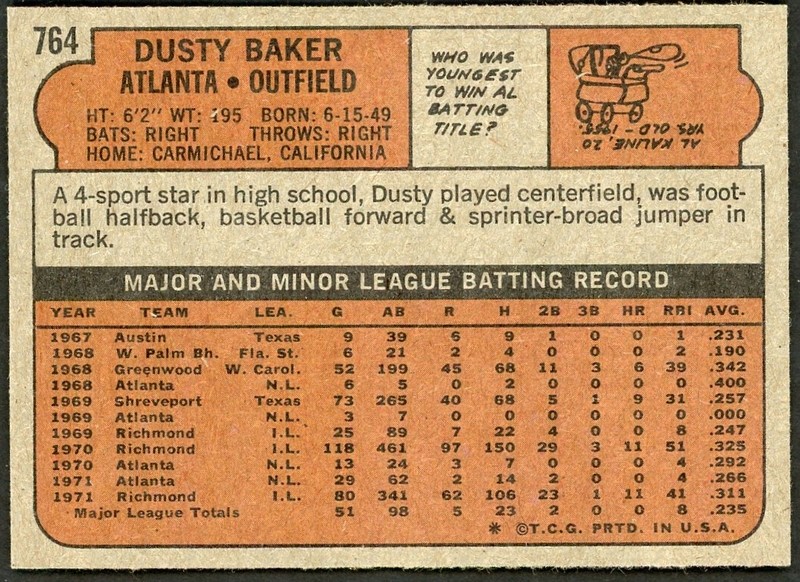 764
DUSTY BAKER
ATLANTA • OUTFIELD
HT: 6'2" WT: 195 BORN: 6-15-49
BATS: RIGHT THROWS: RIGHT
HOME: CARMICHAEL, CALIFORNIA
WHO WAS
YOUNGEST
TO WIN AL
BATTING
TITLE?
AL KALINE, 20
YRS. OLD - 1955.
A 4-sport star in high school, Dusty played centerfield, was foot-
ball halfback, basketball forward & sprinter-broad jumper in
track.
MAJOR AND MINOR LEAGUE BATTING RECORD
YEAR TEAM LEA. G AB R H 2B 3B HR RBI AVG.
1967 Austin Texas 9 39 6 9 1 0 0 1 .231
1968 W. Palm Bh. Fla. St. 6 21 2 4 0 0 0 2 .190
1968 Greenwood W. Carol. 52 199 45 68 11 3 6 39 .342
1968 Atlanta N.L. 6 5 0 2 0 0 0 0 .400
1969 Shreveport Texas 73 265 40 68 5 1 9 31 .257
1969 Atlanta N.L. 3 7 0 0 0 0 0 0 .000
1969 Richmond I.L. 25 89 7 22 4 0 0 8 .247
1970 Richmond I.L. 118 461 97 150 29 3 11 51 .325
1970 Atlanta N.L. 13 24 3 7 0 0 0 4 .292
1971 Atlanta N.L. 29 62 2 14 2 0 0 4 .266
1971 Richmond I.L. 80 341 62 106 23 1 11 41 .311
Major League Totals 51 98 5 23 2 0 0 8 .235
* ©T.C.G. PRTD. IN U.S.A.